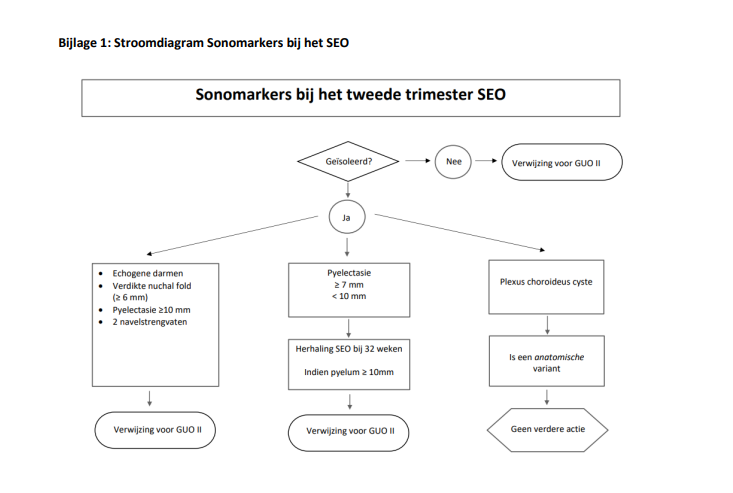 Bijlage 1: Stroomdiagram Sonomarkers bij het SEO
Sonomarkers bij het tweede trimester SEO
Geïsoleerd?
Nee
Verwijzing voor GUO II
Ja
• Echogene darmen
• Verdikte nuchal fold
(≥ 6 mm)
• Pyelectasie ≥10 mm
• 2 navelstrengvaten
Verwijzing voor GUO II
Pyelectasie
≥ 7 mm
< 10 mm
Herhaling SEO bij 32 weken
Indien pyelum ≥ 10mm
Verwijzing voor GUO II
Plexus choroideus cyste
Is een anatomische
variant
Geen verdere actie